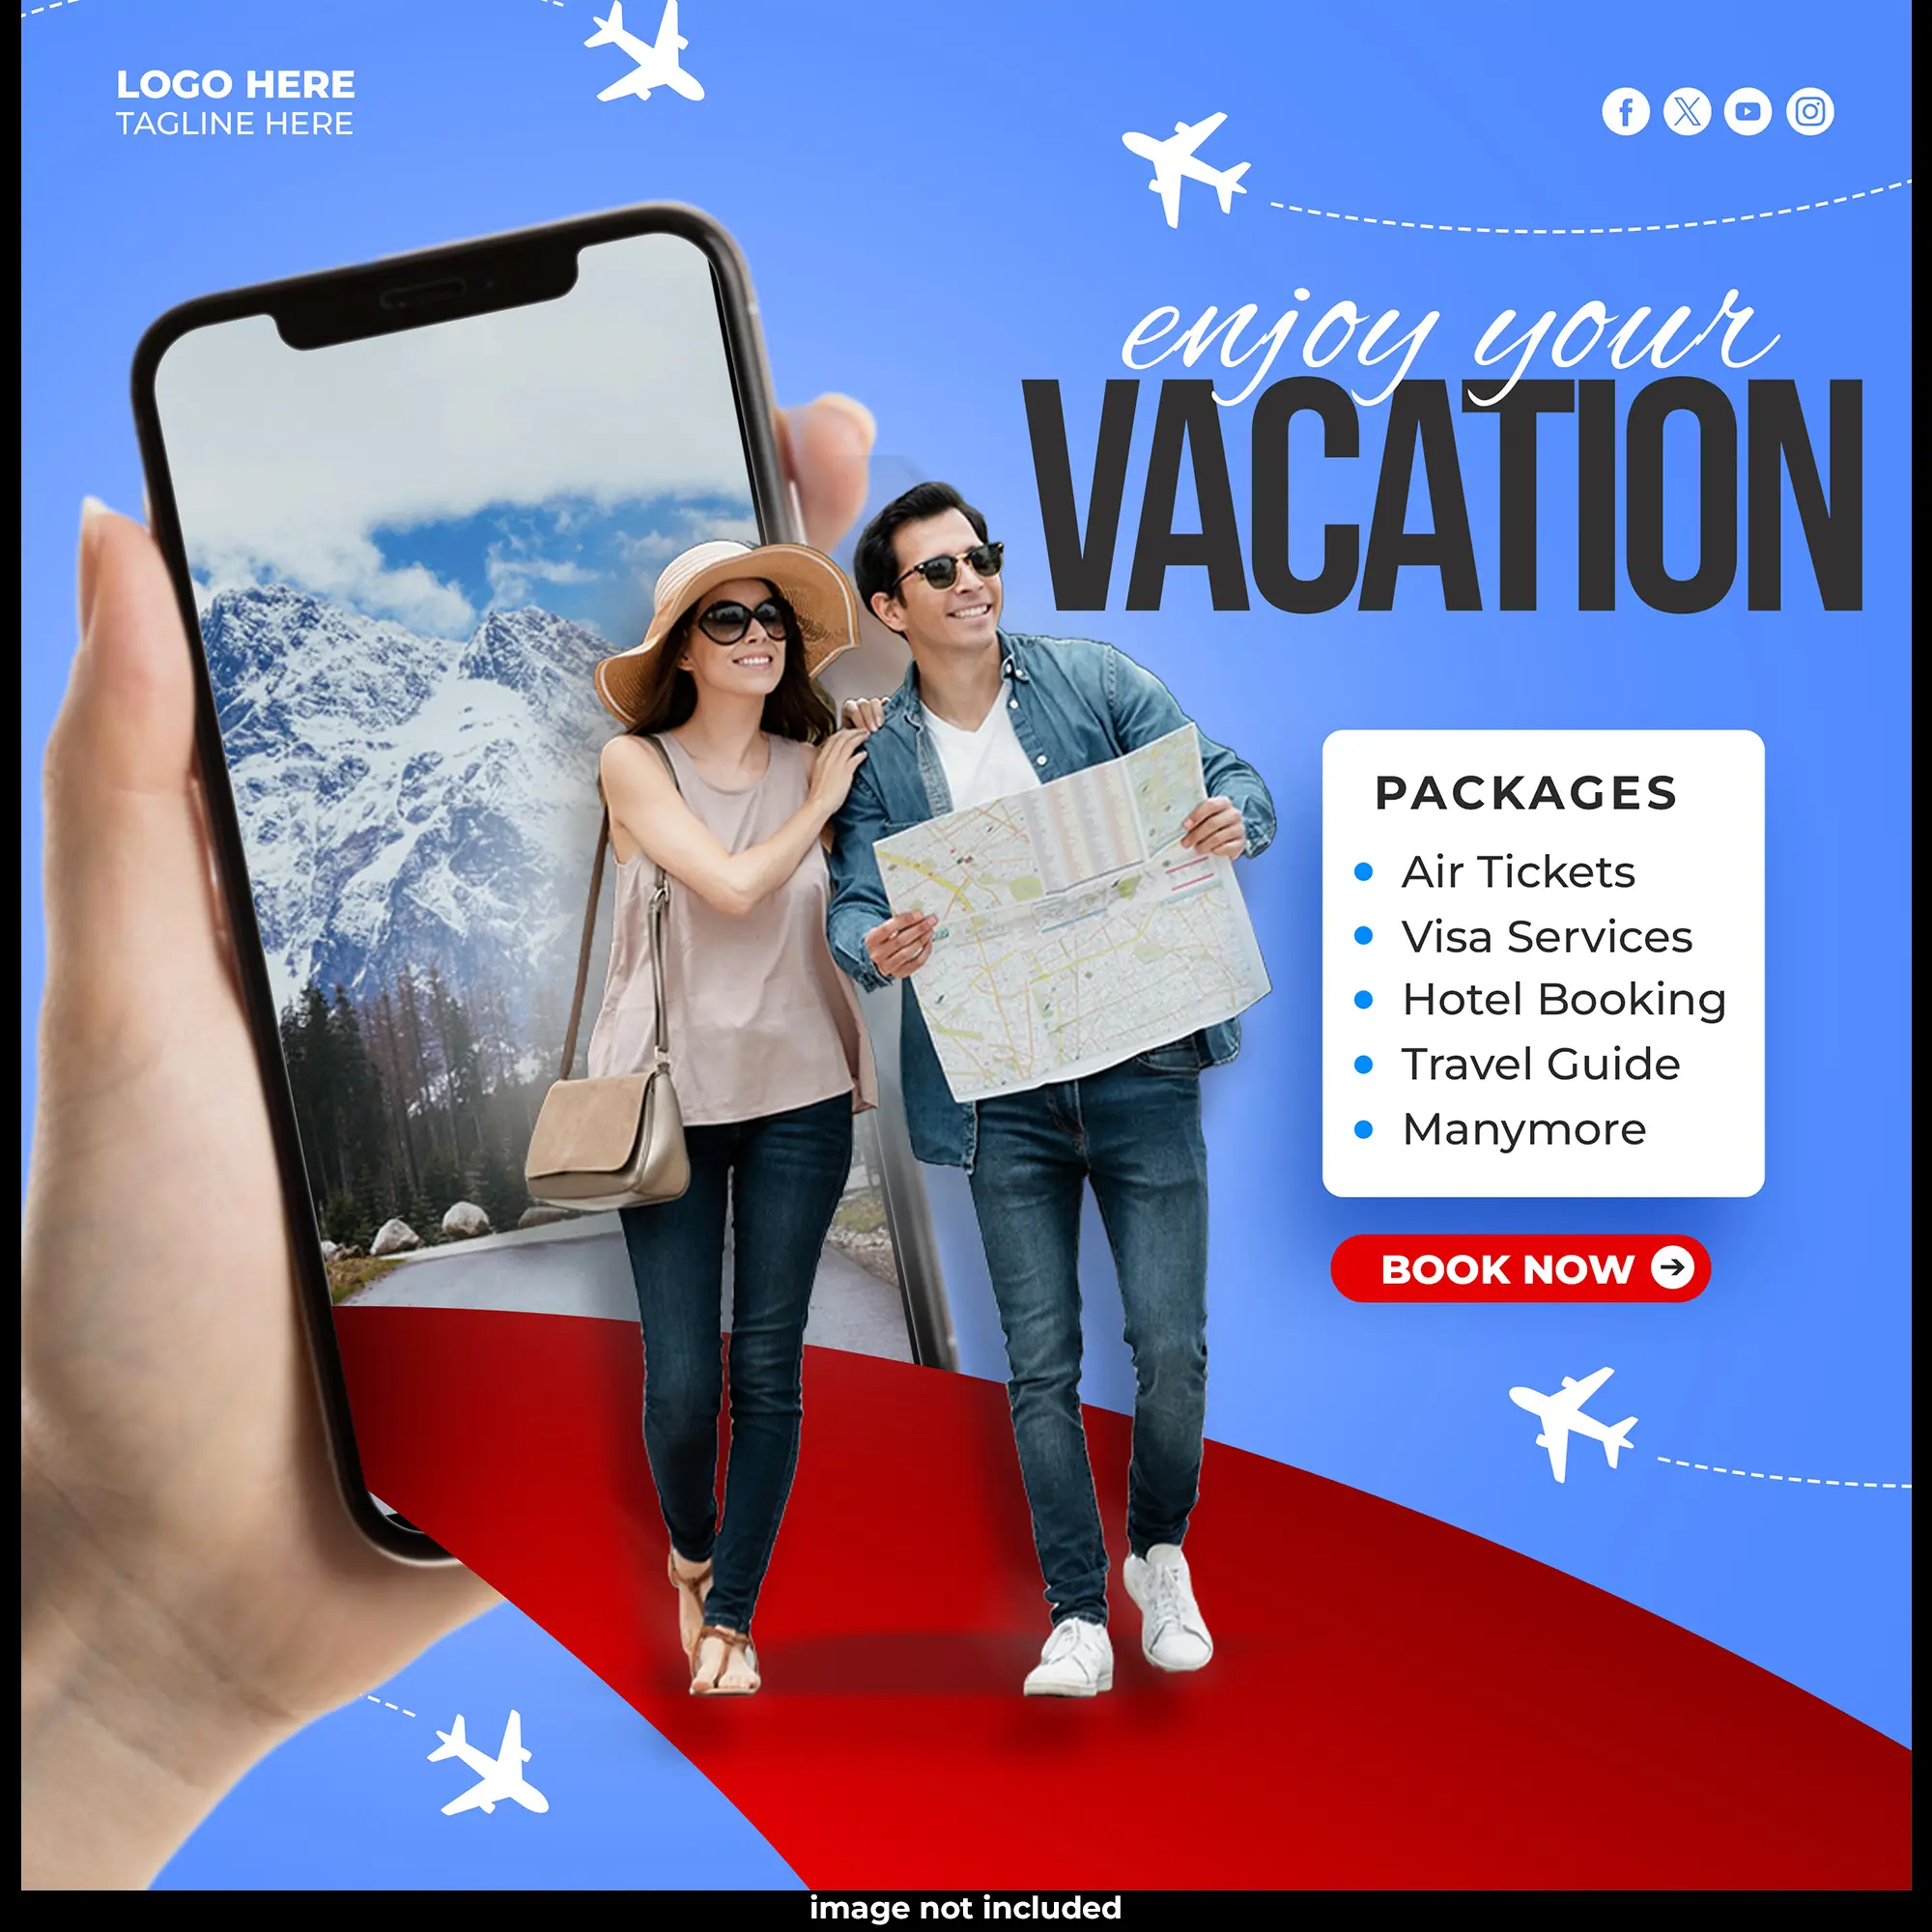 LOGO HERE
TAGLINE HERE
enjoy your
VACATION
PACKAGES
Air Tickets
Visa Services
Hotel Booking
Travel Guide
Manymore
BOOK NOW
image not included